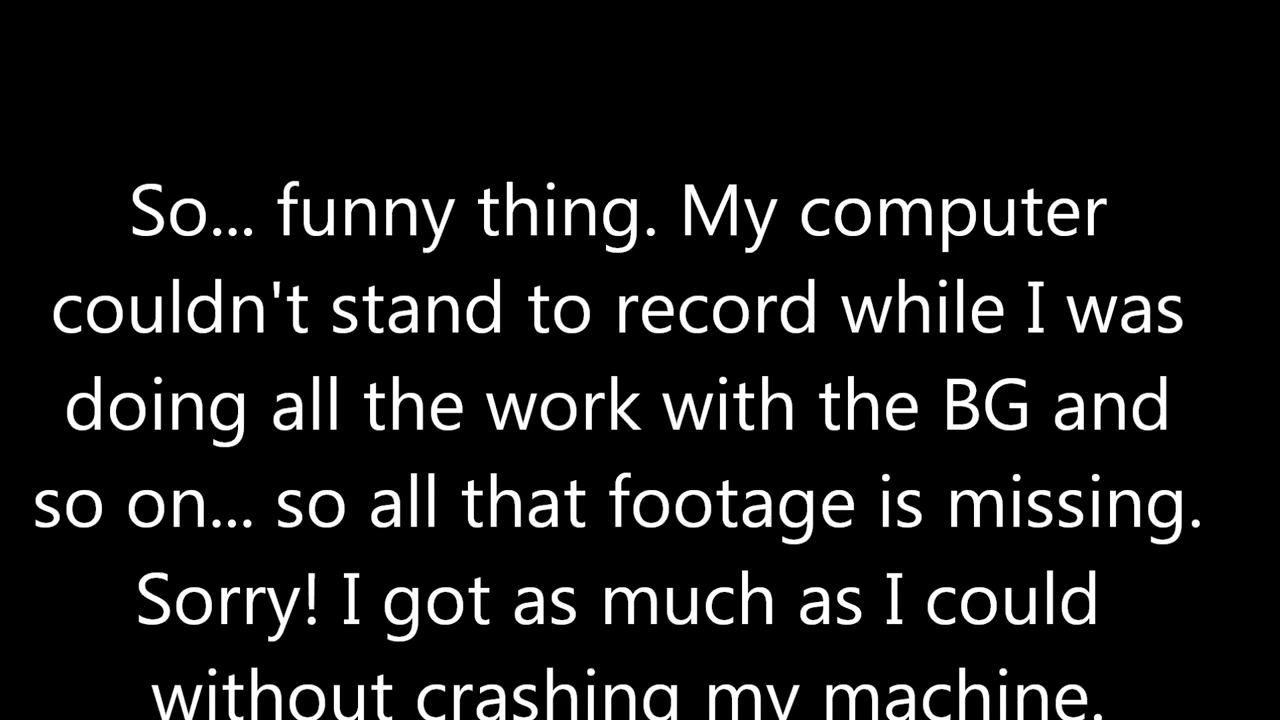 So... funny thing. My computer
couldn't stand to record while I was
doing all the work with the BG and
so on... so all that footage is missing.
Sorry! I got as much as I could
without crashing my machine.